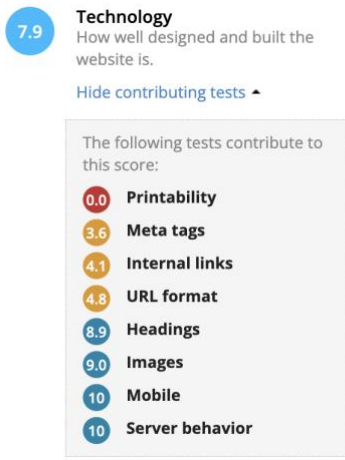 7.9
Technology
How well designed and built the
website is.
Hide contributing tests
The following tests contribute to
this score:
0.0 Printability
3.6 Meta tags
4.1 Internal links
4.8 URL format
8.9 Headings
9.0 Images
10 Mobile
10 Server behavior